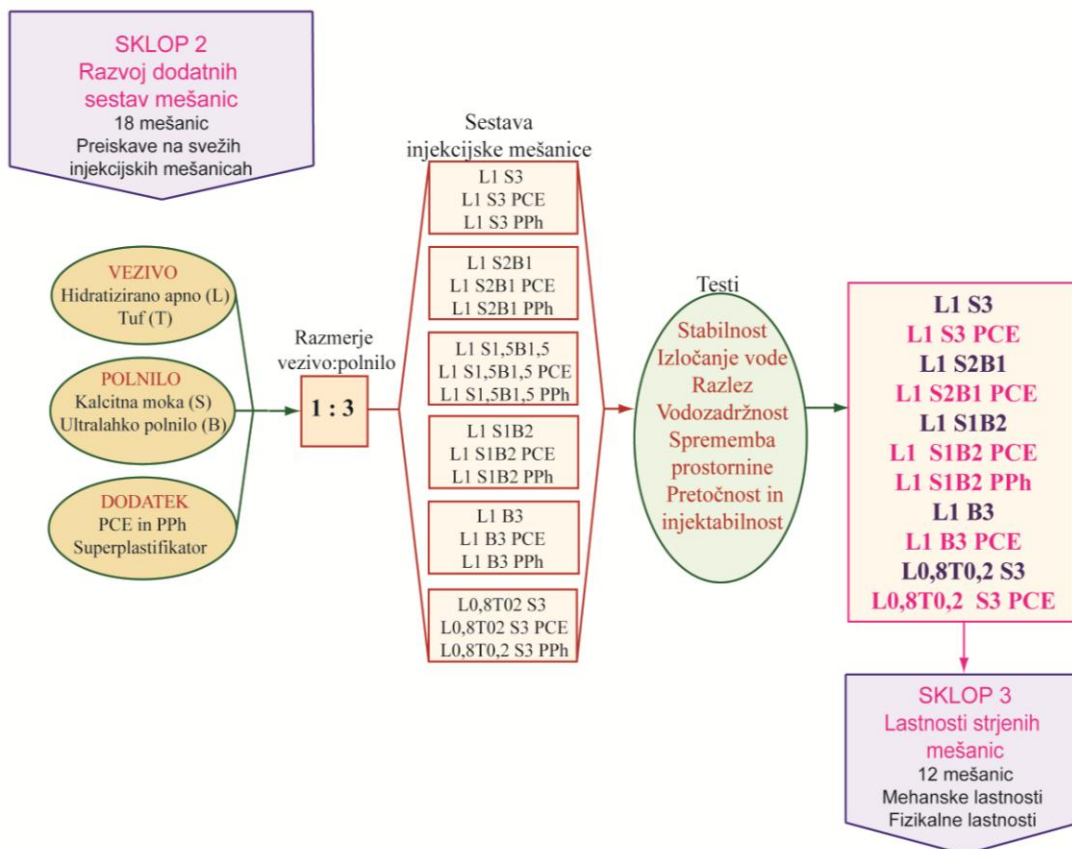 SKLOP 2
Razvoj dodatnih
sestav mešanic
18 mešanic
Preiskave na svežih
injekcijskih mešanicah
VEZIVO
Hidratizirano apno (L)
Tuf (T)
POLNILO
Kalcitna moka (S)
Ultralahko polnilo (B)
DODATEK
PCE in PPh
Superplastifikator
Razmerje
vezivo:polnilo
1 : 3
Sestava
injekcijske mešanice
L1 S3
L1 S3 PCE
L1 S3 PPh
L1 S2B1
L1 S2B1 PCE
L1 S2B1 PPh
L1 S1,5B1,5
L1 S1,5B1,5 PCE
L1 S1,5B1,5 PPh
L1 S1B2
L1 S1B2 PCE
L1 S1B2 PPh
L1 B3
L1 B3 PCE
L1 B3 PPh
L0,8T02 S3
L0,8T02 S3 PCE
L0,8T0,2 S3 PPh
Testi
Stabilnost
Izločanje vode
Razlez
Vodozadržnost
Sprememba
prostornine
Pretočnost in
injektabilnost
L1 S3
L1 S3 PCE
L1 S2B1
L1 S2B1 PCE
L1 S1B2
L1 S1B2 PCE
L1 S1B2 PPh
L1 B3
L1 B3 PCE
L0,8T0,2 S3
L0,8T0,2 S3 PCE
SKLOP 3
Lastnosti strjenih
mešanic
12 mešanic
Mehanske lastnosti
Fizikalne lastnosti